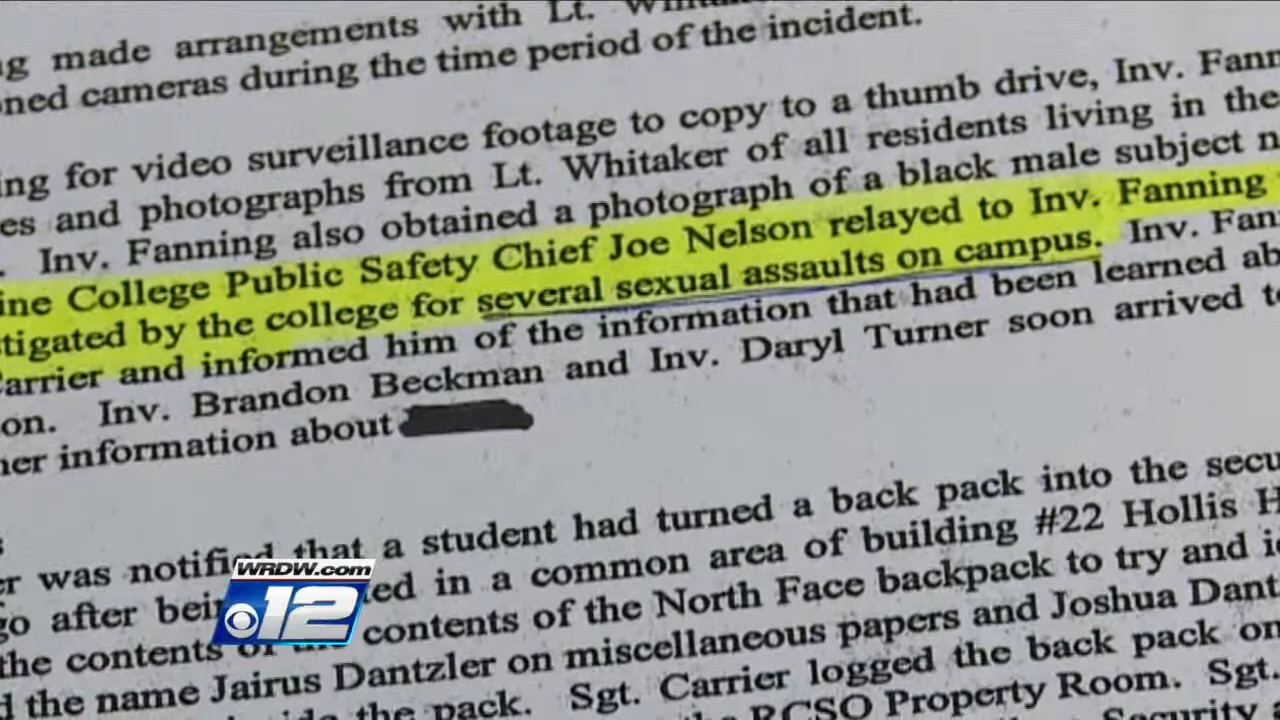 ng made arrangements with Lt.
ned cameras during the time period of the incident.
ing for video surveillance footage to copy to a thumb drive, Inv. Fann
es and photographs from Lt. Whitaker of all residents living in the
. Inv. Fanning also obtained a photograph of a black male subject n
ine College Public Safety Chief Joe Nelson relayed to Inv. Fanning
stigated by the college for several sexual assaults on campus. Inv. Fan
Carrier and informed him of the information that had been learned ab
on. Inv. Brandon Beckman and Inv. Daryl Turner soon arrived to
her information about
er was notified that a student had turned a back pack into the secu
go after bei ed in a common area of building #22 Hollis H
the contents of the contents of the North Face backpack to try and i
d the name Jairus Dantzler on miscellaneous papers and Joshua Dant
the pack. Sgt. Carrier logged the back pack on
RCSO Property Room. Sgt.
Security a
WRDW.com
12